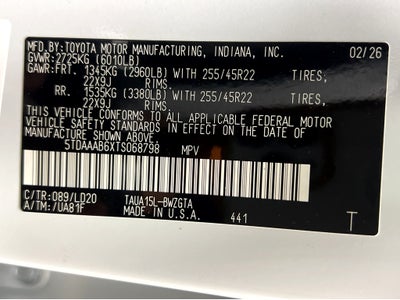 MFD.BY:TOYOTA MOTOR MANUFACTURING, INDIANA, INC. 02/26
GVWR:2725KG (6010LB)
GAWR:FRT. 1345KG (2960LB) WITH 255/45R22 TIRES,
22X9J RIMS.
RR. 1535KG (3380LB) WITH 255/45R22 TIRES,
22X9J RIMS.
THIS VEHICLE CONFORMS TO ALL APPLICABLE FEDERAL MOTOR
VEHICLE SAFETY STANDARDS IN EFFECT ON THE DATE OF
MANUFACTURE SHOWN ABOVE.
5TDAAAB6XTS068798 MPV
C/TR:089/LD20 TAUA15L-BWZGTA
A/TM:/UA81F MADE IN U.S.A. 441 T